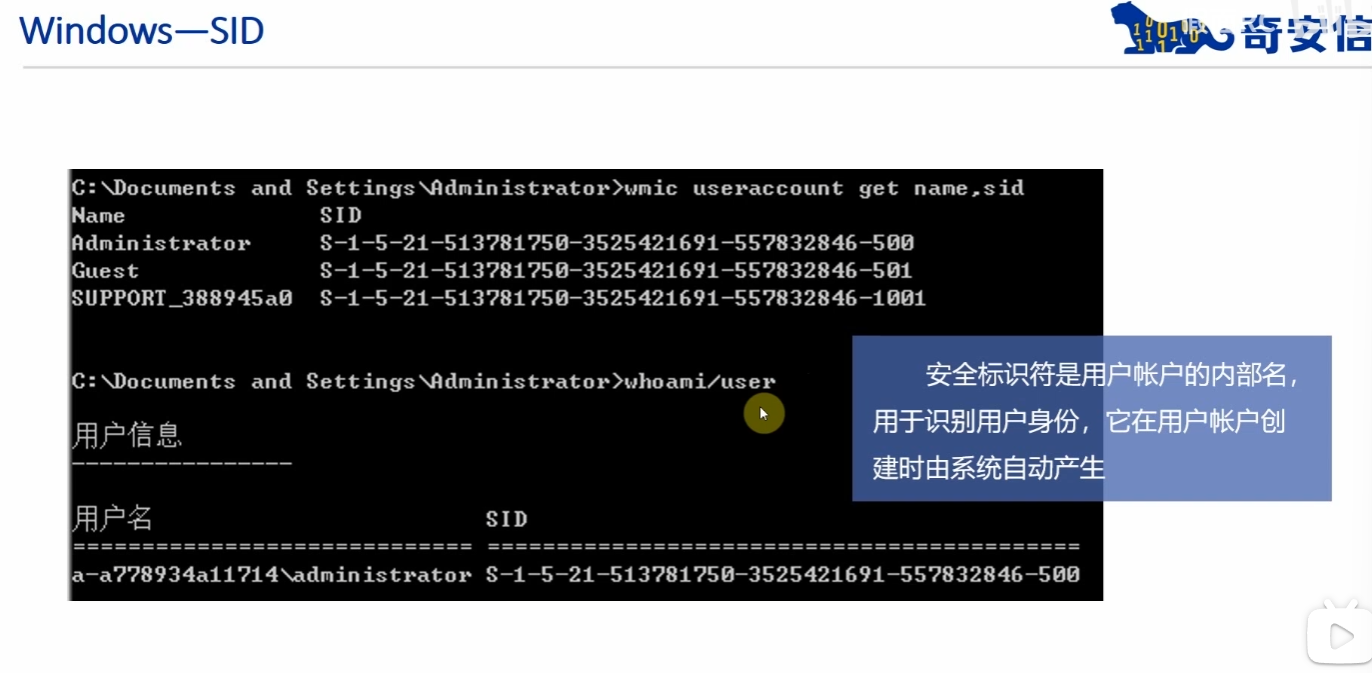 Windows—SID
奇安信
C:\Documents and Settings\Administrator>wmic useraccount get name,sid
Name SID
Administrator S-1-5-21-513781750-3525421691-557832846-500
Guest S-1-5-21-513781750-3525421691-557832846-501
SUPPORT_388945a0 S-1-5-21-513781750-3525421691-557832846-1001
C:\Documents and Settings\Administrator>whoami/user
用户信息
----------------
用户名 SID
============================= ===========================================
a-a778934a11714\administrator S-1-5-21-513781750-3525421691-557832846-500
安全标识符是用户帐户的内部名，
用于识别用户身份，它在用户帐户创
建时由系统自动产生